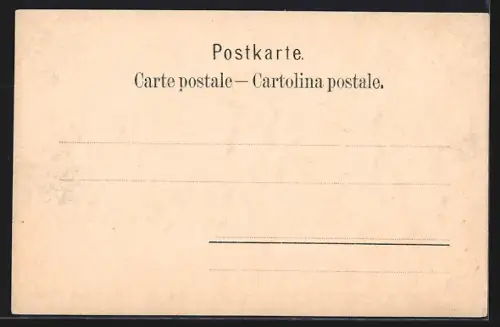 Postkarte.
Carte postale — Cartolina postale.